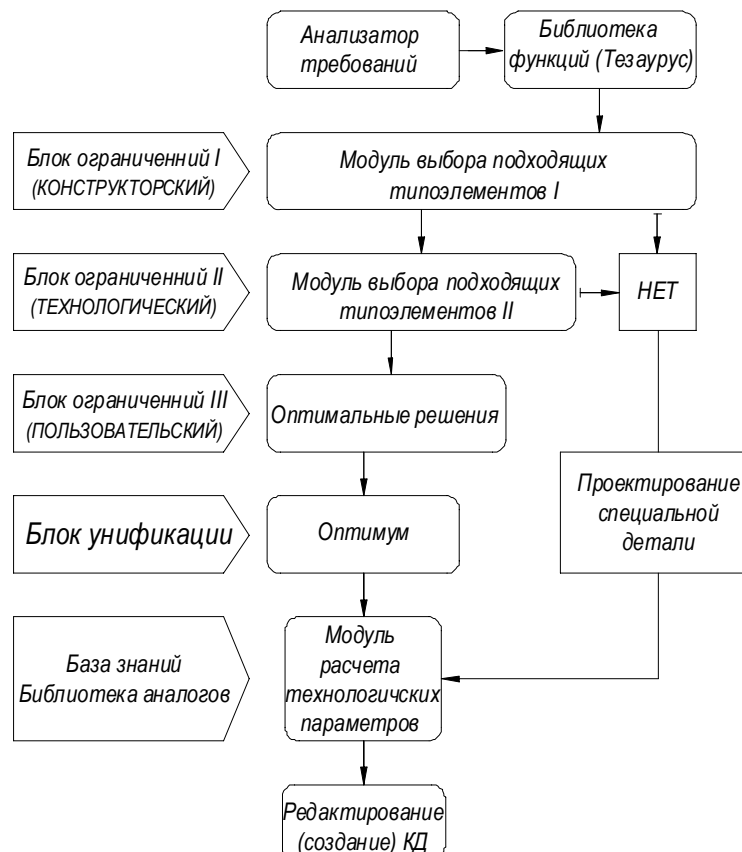 Анализатор
требований
Библиотека
функций (Тезаурус)
Блок ограниченний I
(КОНСТРУКТОРСКИЙ)
Модуль выбора подходящих
типоэлементов I
Блок ограниченний II
(ТЕХНОЛОГИЧЕСКИЙ)
Модуль выбора подходящих
типоэлементов II
НЕТ
Блок ограниченний III
(ПОЛЬЗОВАТЕЛЬСКИЙ)
Оптимальные решения
Проектирование
специальной
детали
Блок унификации
Оптимум
База знаний
Библиотека аналогов
Модуль
расчета
технологичских
параметров
Редактирование
(создание) КД